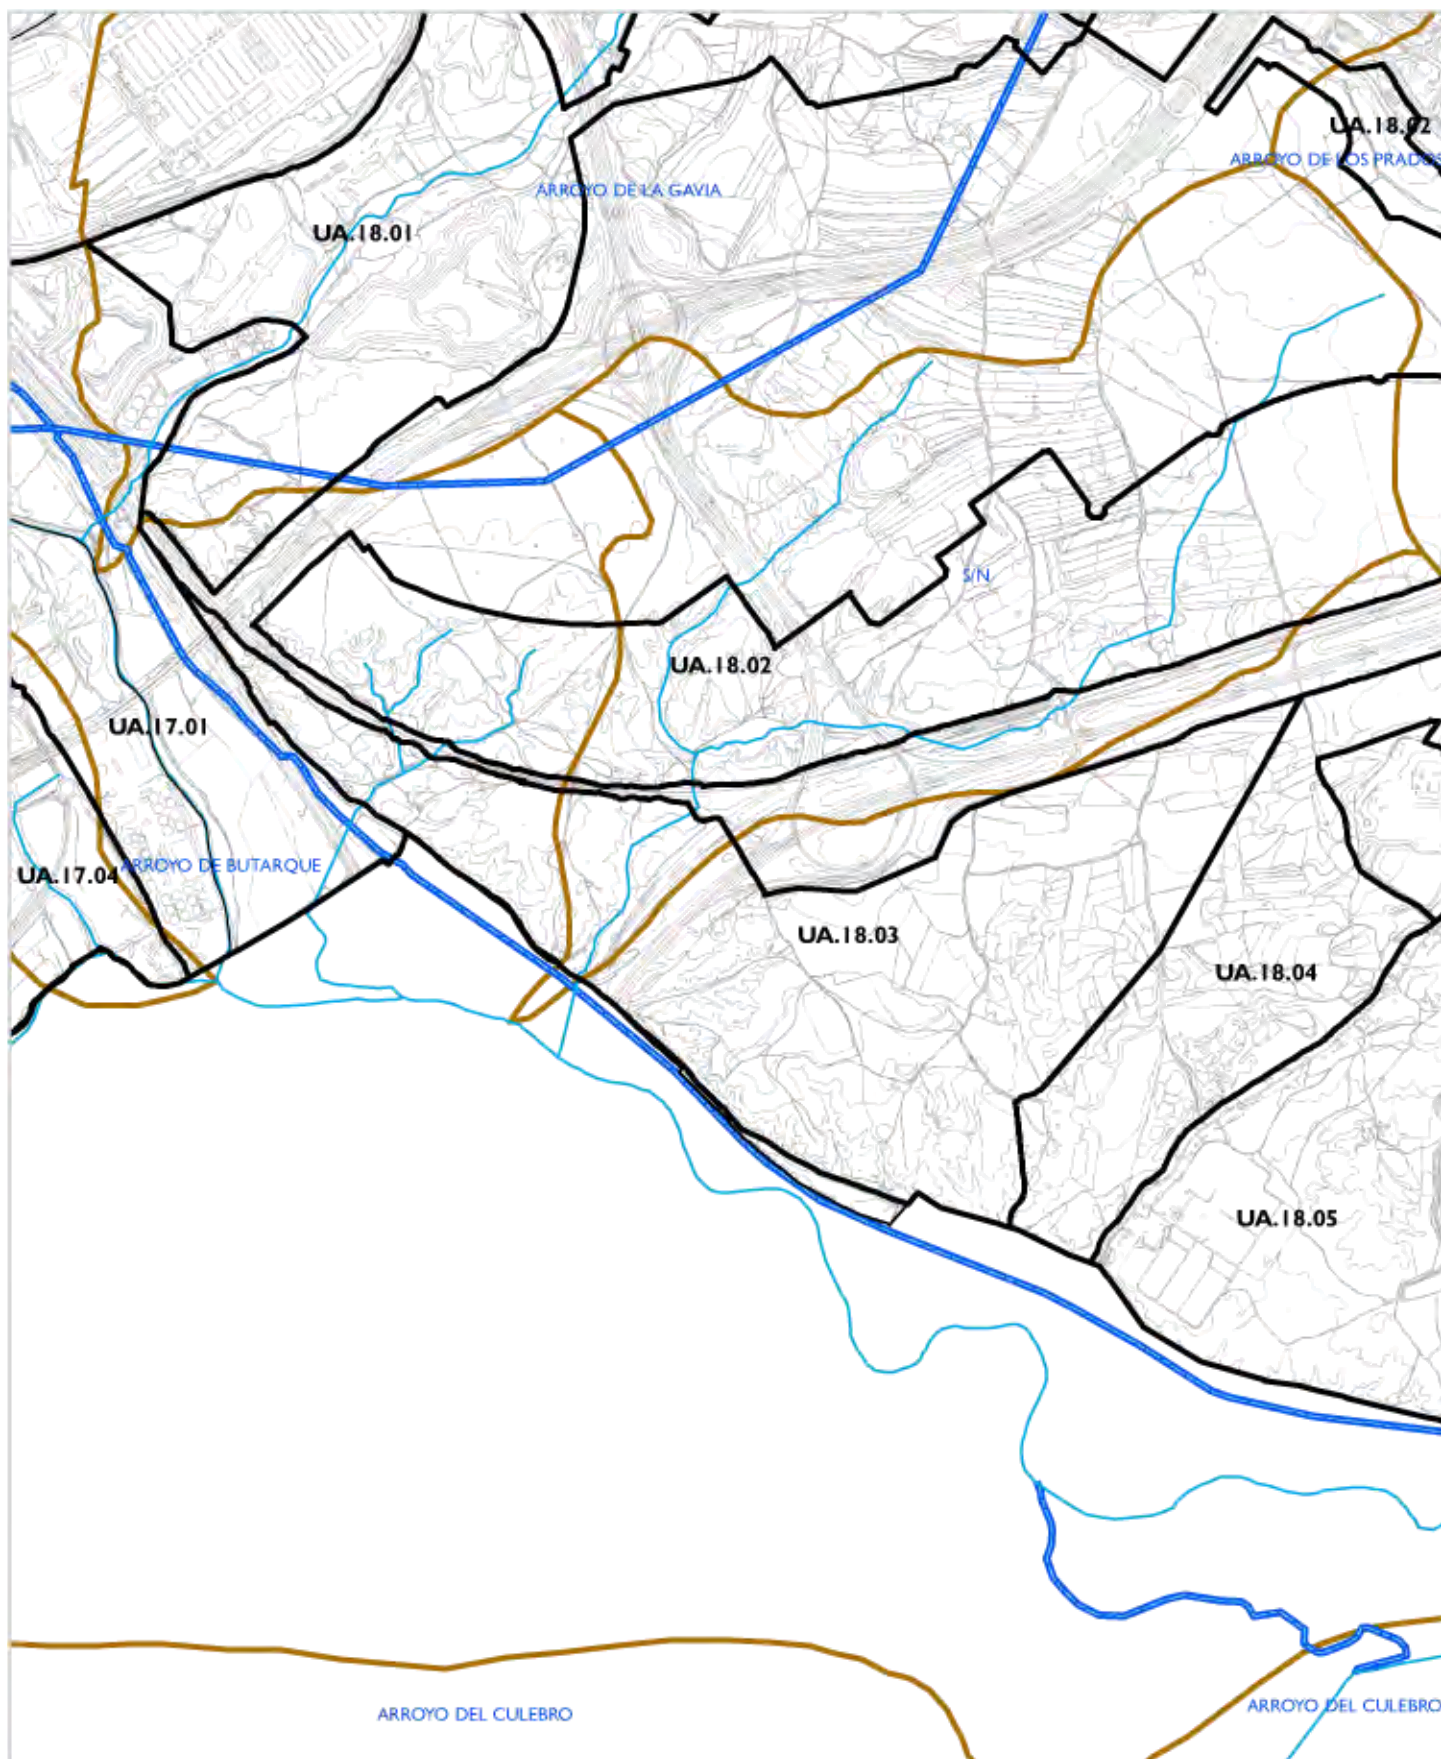 UA.18.02
ARROYO DE LOS PRADOS
ARROYO DE LA GAVIA
UA.18.01
S/N
UA.18.02
UA.17.01
ARROYO DE BUTARQUE
UA.17.04
UA.18.03
UA.18.04
UA.18.05
ARROYO DEL CULEBRO
ARROYO DEL CULEBRO